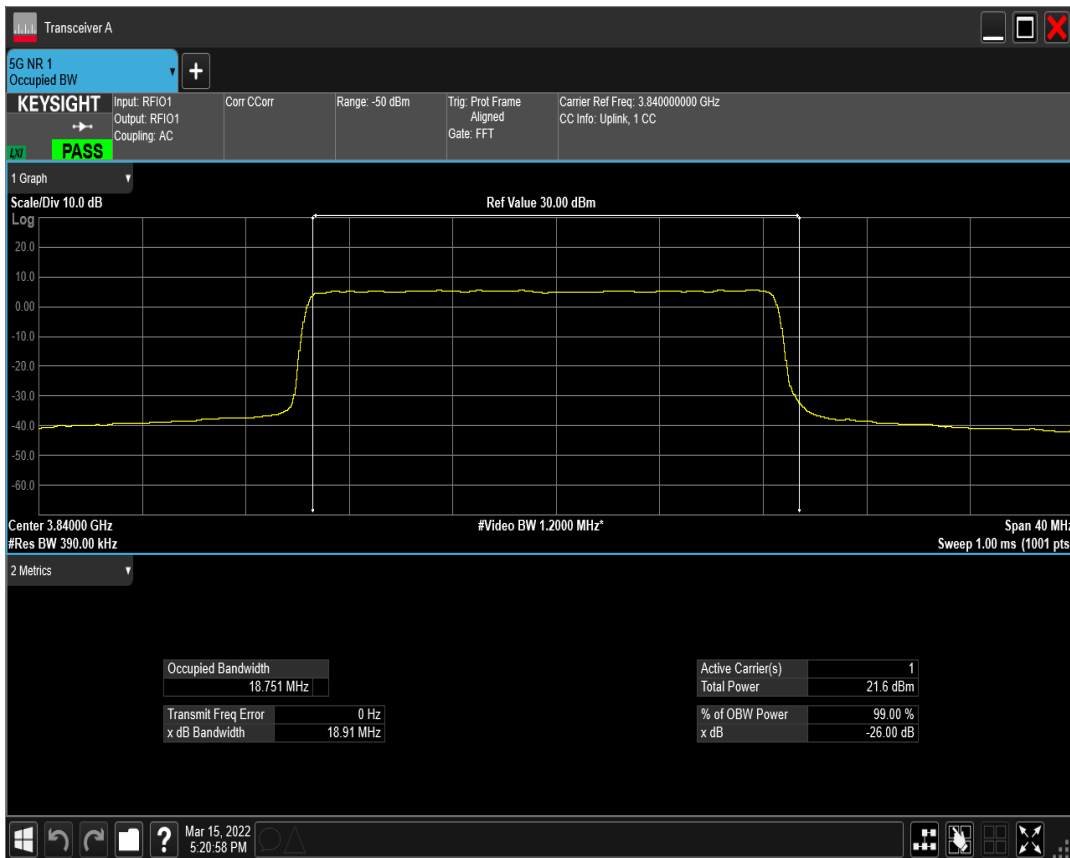 Transceiver A
5G NR 1
Occupied BW
+
KEYSIGHT
LXI
PASS
Input: RFIO1
Output: RFIO1
Coupling: AC
Corr CCorr
Range: -50 dBm
Trig: Prot Frame
Aligned
Gate: FFT
Carrier Ref Freq: 3.840000000 GHz
CC Info: Uplink, 1 CC
1 Graph
Scale/Div 10.0 dB
Ref Value 30.00 dBm
Log
20.0
10.0
0.00
-10.0
-20.0
-30.0
-40.0
-50.0
-60.0
Center 3.84000 GHz
#Video BW 1.2000 MHz*
Span 40 MHz
#Res BW 390.00 kHz
Sweep 1.00 ms (1001 pts
2 Metrics
Occupied Bandwidth
18.751 MHz
Transmit Freq Error 0 Hz
x dB Bandwidth 18.91 MHz
Active Carrier(s) 1
Total Power 21.6 dBm
% of OBW Power 99.00 %
x dB -26.00 dB
?
Mar 15, 2022
5:20:58 PM